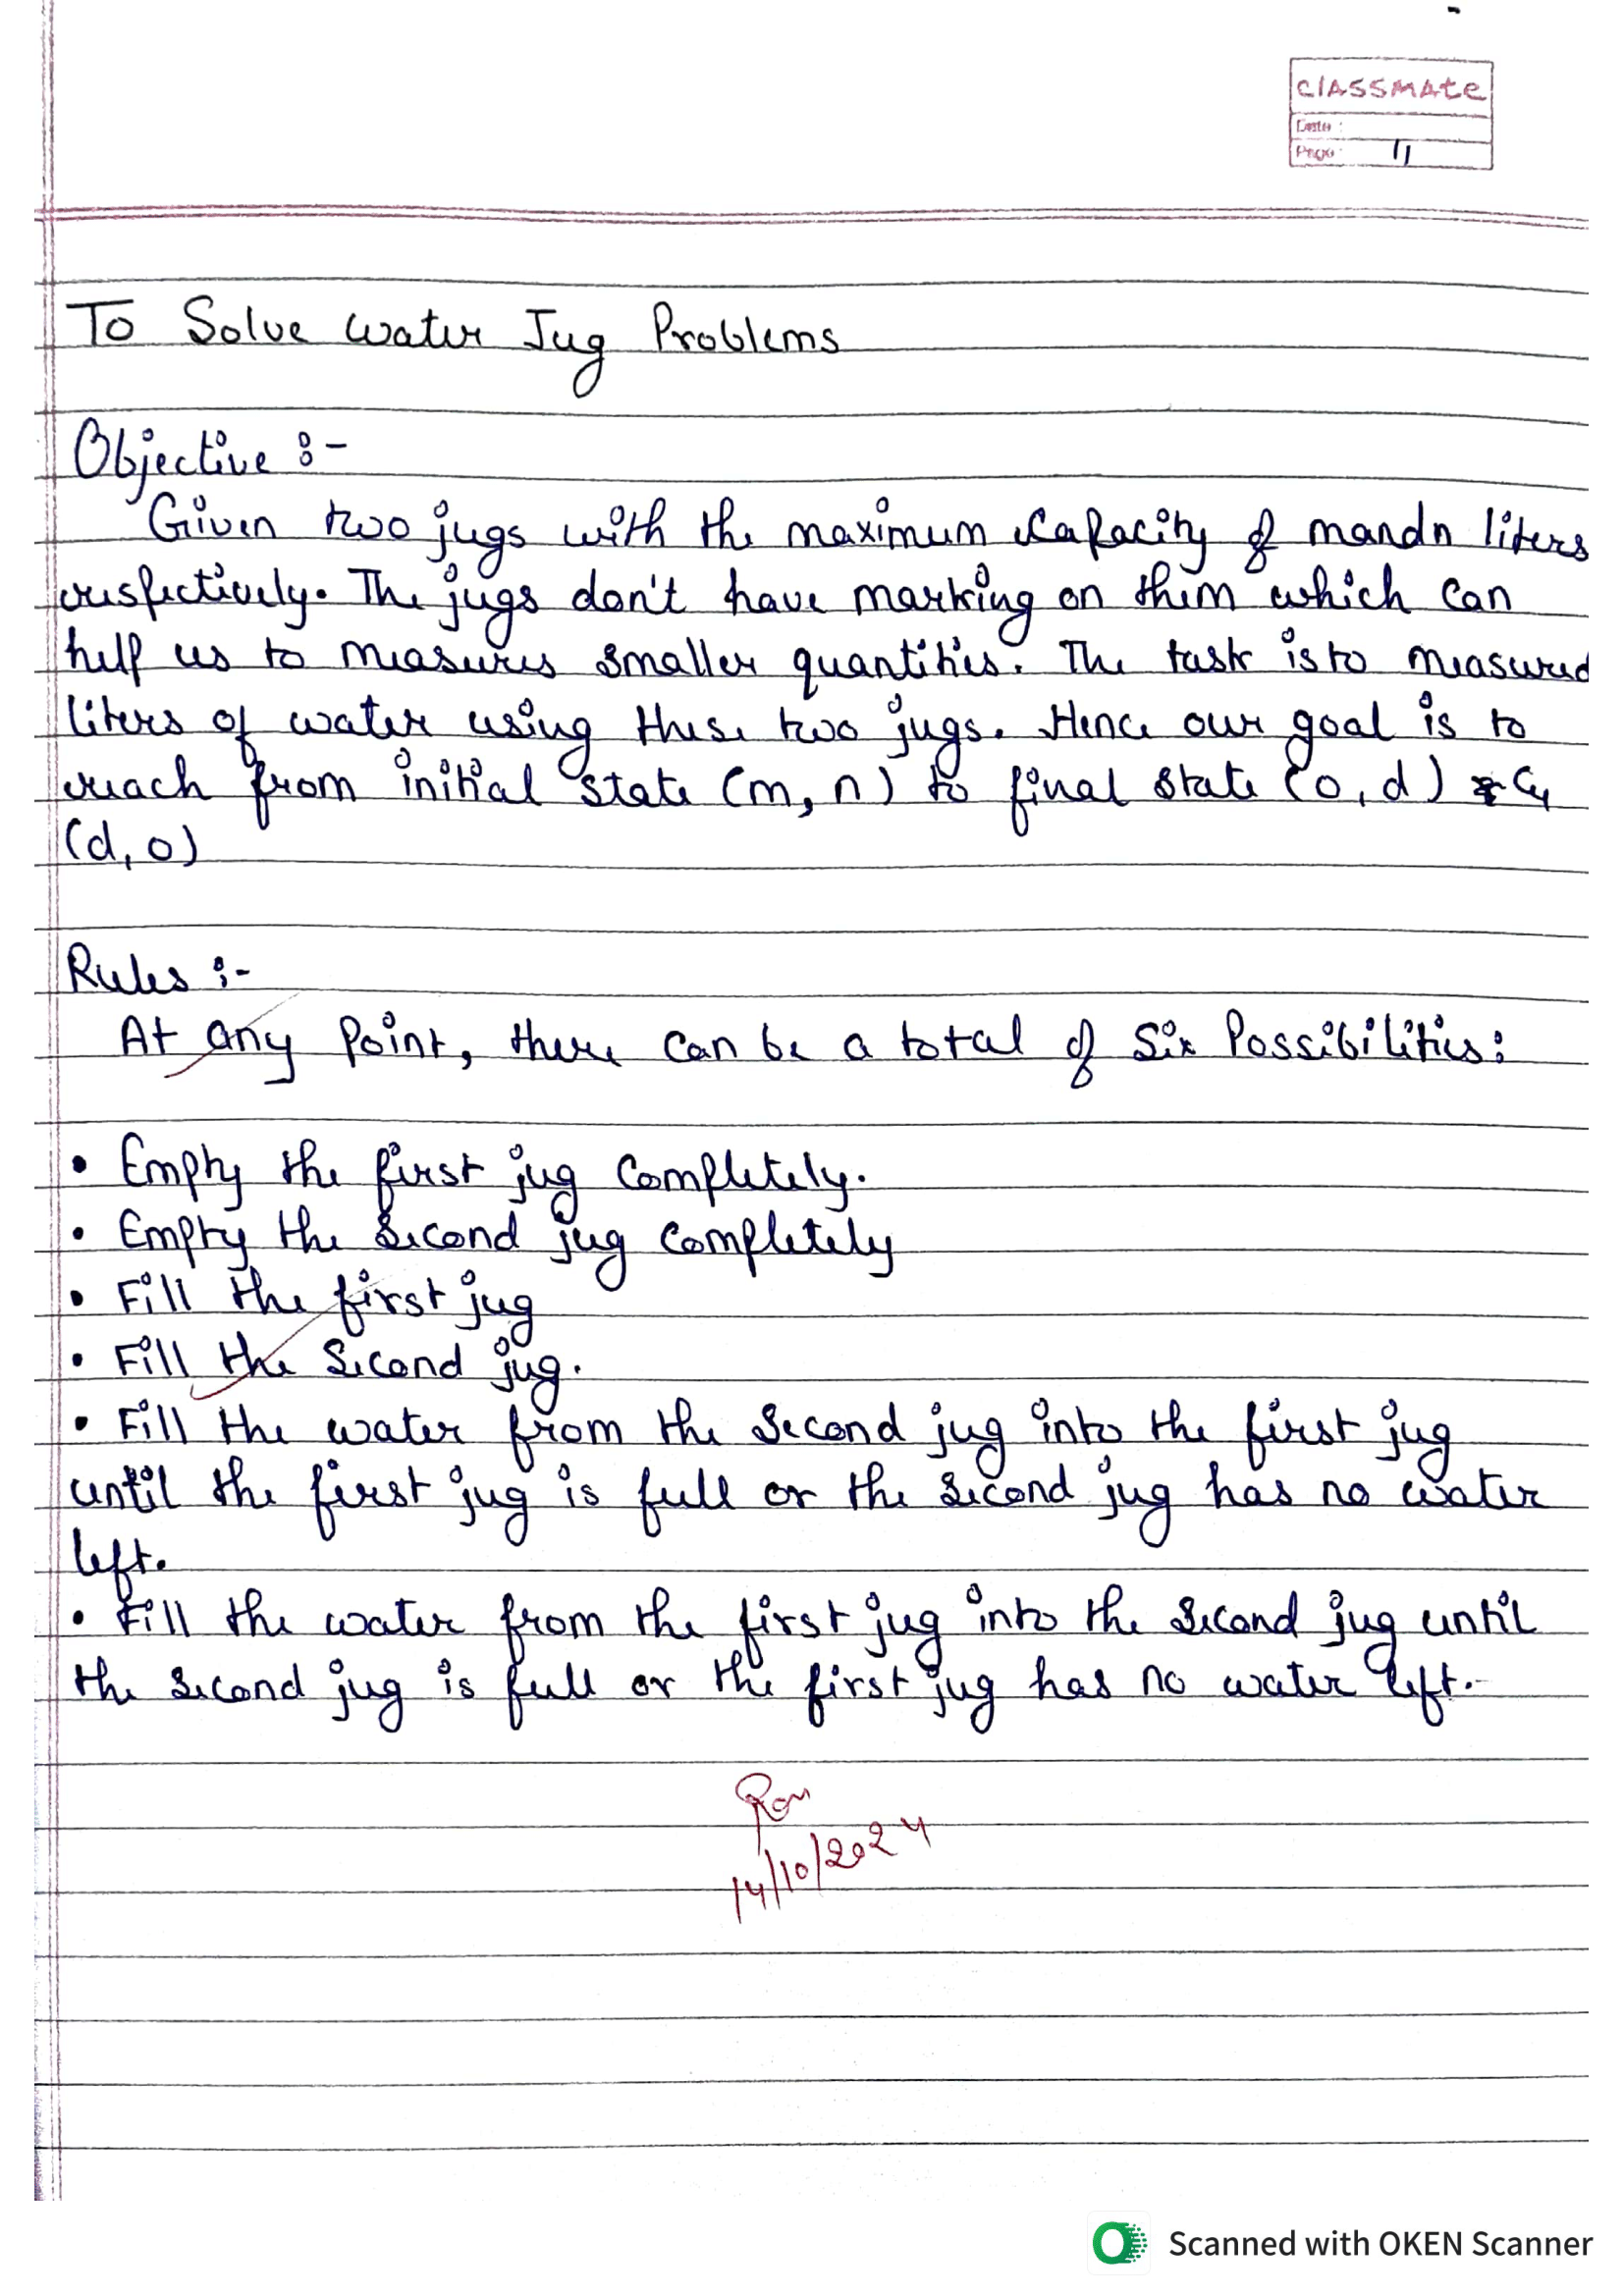 classmate
Date :
Page : 11
To Solve water Jug Problems
Objective :-
Given two jugs with the maximum capacity of m and n liters
respectively. The jugs don't have marking on them which can
help us to measures smaller quantities. The task is to measured
liters of water using these two jugs. Hence our goal is to
reach from initial state (m, n) to final state (0, d)
(d, 0)
Rules :-
At any Point, there can be a total of Six Possibilities:
• Empty the first jug completely.
• Empty the second jug completely
• Fill the first jug
• Fill the Second jug.
• Fill the water from the Second jug into the first jug
until the first jug is full or the second jug has no water
left.
• Fill the water from the first jug into the second jug until
the second jug is full or the first jug has no water left.
14/10/2024
Scanned with OKEN Scanner